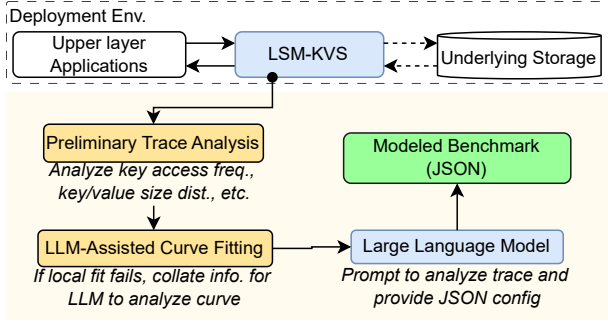 Deployment Env.
Upper layer
Applications
LSM-KVS
Underlying Storage
Preliminary Trace Analysis
Analyze key access freq.,
key/value size dist., etc.
Modeled Benchmark
(JSON)
LLM-Assisted Curve Fitting
If local fit fails, collate info. for
LLM to analyze curve
Large Language Model
Prompt to analyze trace and
provide JSON config